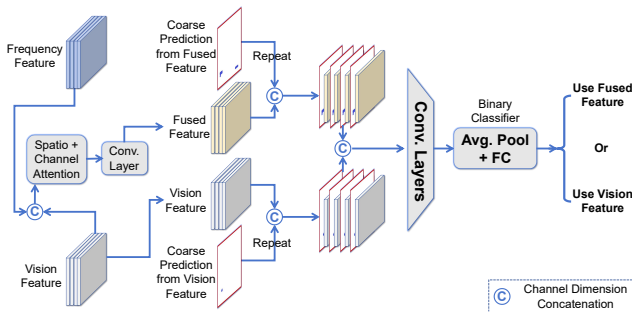 Frequency
Feature
Coarse
Prediction
from Fused
Feature
Repeat
C
Fused
Feature
Spatio +
Channel
Attention
Conv.
Layer
C
Vision
Feature
Vision
Feature
C
Repeat
Coarse
Prediction
from Vision
Feature
C
Conv. Layers
Binary
Classifier
Avg. Pool
+ FC
Use Fused
Feature
Or
Use Vision
Feature
C
Channel Dimension
Concatenation